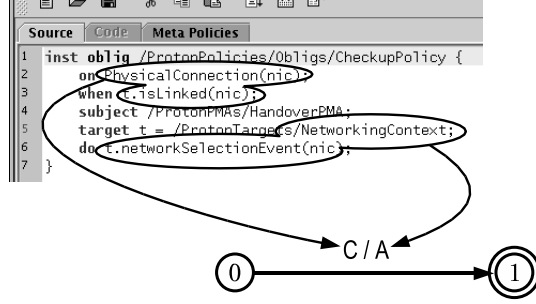 Source Code Meta Policies
1 inst oblig /ProtonPolicies/Obligs/CheckupPolicy {
2 on PhysicalConnection(nic);
3 when t.isLinked(nic);
4 subject /ProtonPMAs/HandoverPMA;
5 target t = /ProtonTargets/NetworkingContext;
6 do t.networkSelectionEvent(nic);
7 }
C / A
0 1